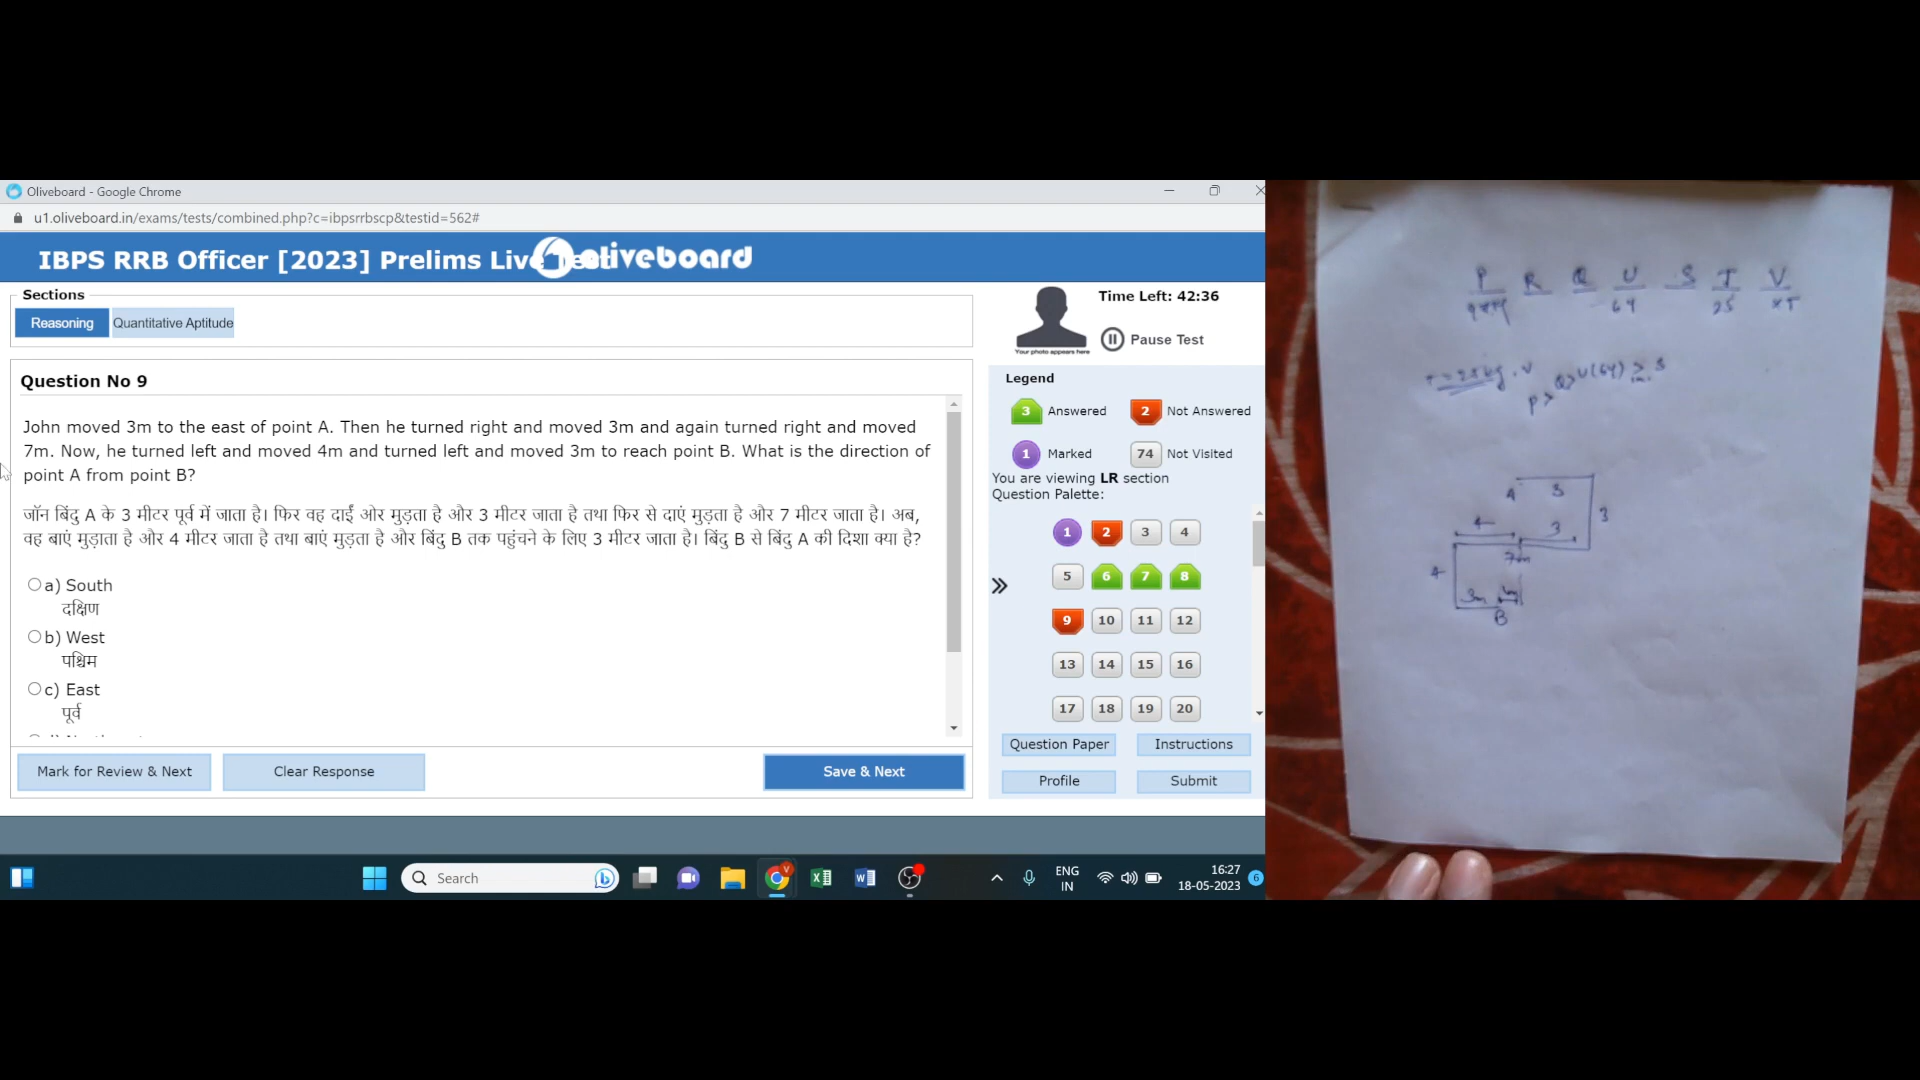 Oliveboard - Google Chrome
u1.oliveboard.in/exams/tests/combined.php?c=ibpsrrbscp&testid=562#
IBPS RRB Officer [2023] Prelims Live
oliveboard
Sections
Reasoning
Quantitative Aptitude
Your photo appears here
Time Left: 42:36
Pause Test
Question No 9
John moved 3m to the east of point A. Then he turned right and moved 3m and again turned right and moved
7m. Now, he turned left and moved 4m and turned left and moved 3m to reach point B. What is the direction of
point A from point B?
जॉन बिंदु A के 3 मीटर पूर्व में जाता है। फिर वह दाईं ओर मुड़ता है और 3 मीटर जाता है तथा फिर से दाएं मुड़ता है और 7 मीटर जाता है। अब,
वह बाएं मुड़ाता है और 4 मीटर जाता है तथा बाएं मुड़ता है और बिंदु B तक पहुंचने के लिए 3 मीटर जाता है। बिंदु B से बिंदु A की दिशा क्या है?
a) South
दक्षिण
b) West
पश्चिम
c) East
पूर्व
Mark for Review & Next
Clear Response
Save & Next
Legend
3 Answered
2 Not Answered
1 Marked
74 Not Visited
You are viewing LR section
Question Palette:
1 2 3 4
5 6 7 8
9 10 11 12
13 14 15 16
17 18 19 20
Question Paper
Instructions
Profile
Submit
Search
ENG
IN
16:27
18-05-2023
6
P R Q U S T V
64 25
A 3
3
4 3
7m
4
3m
B